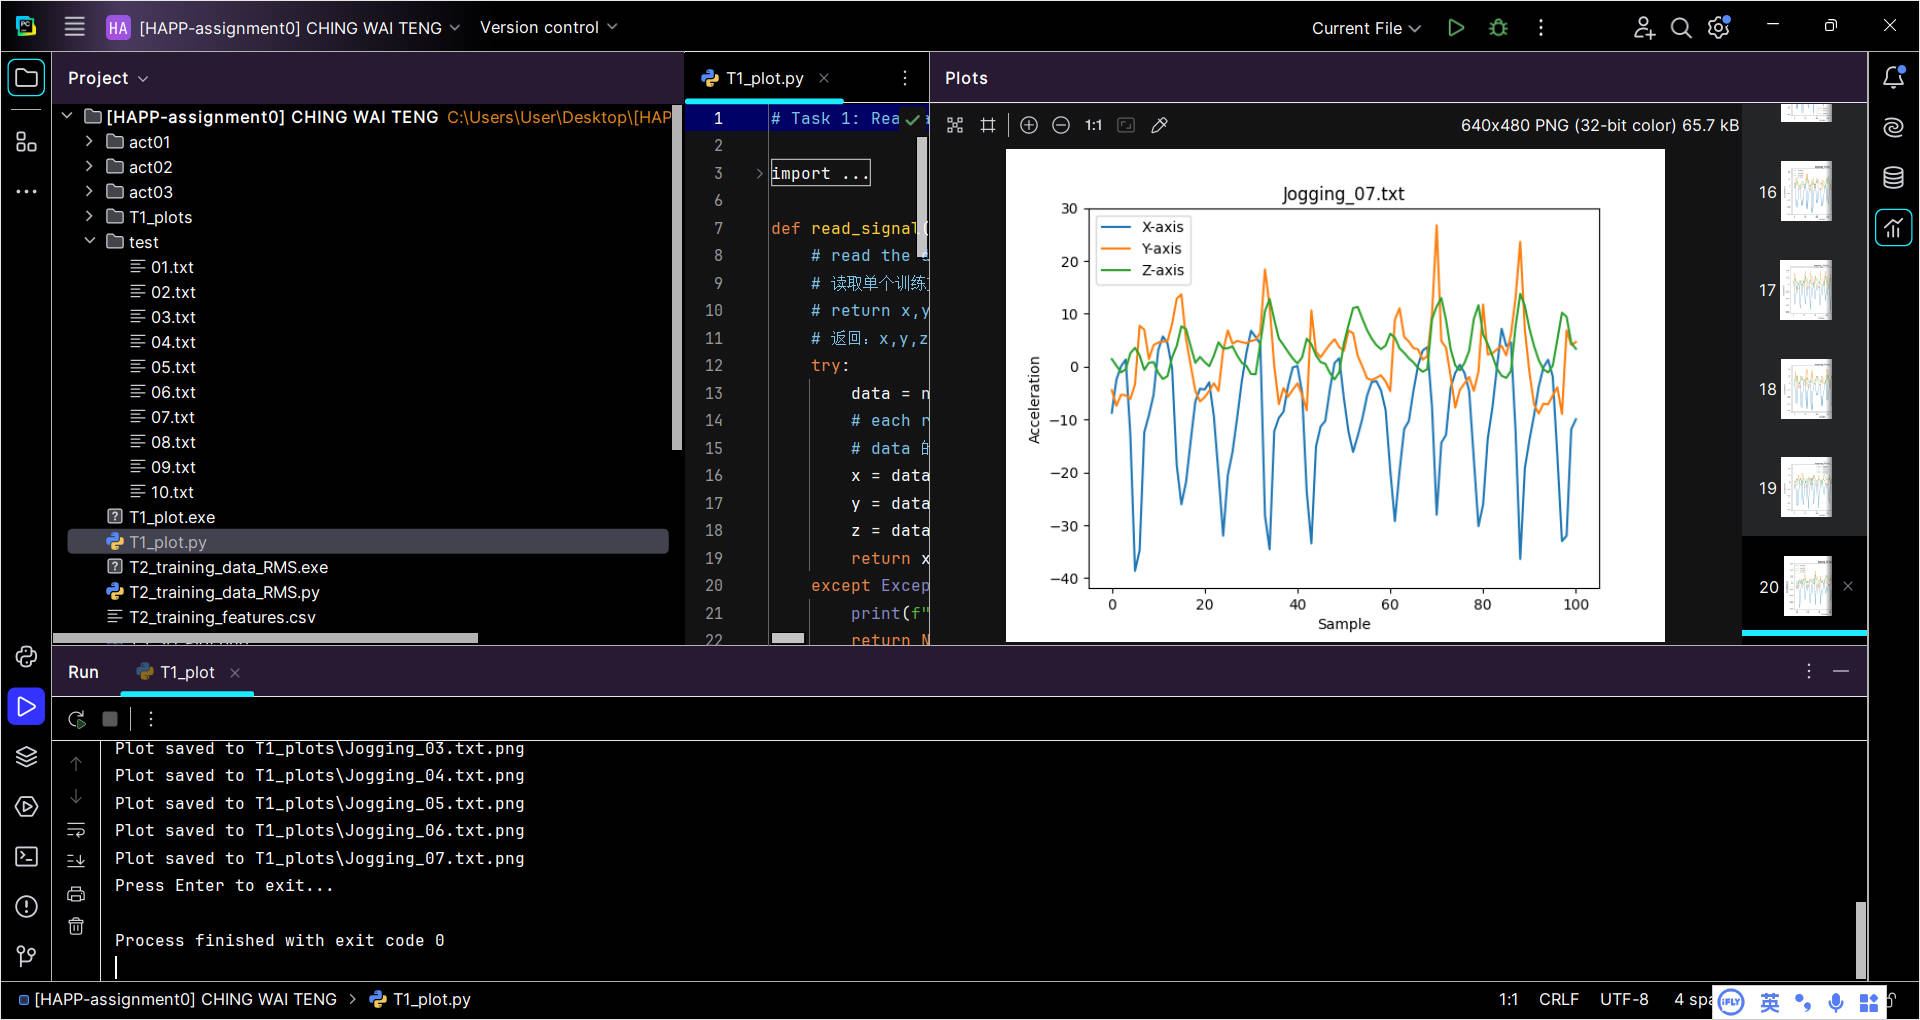 HA [HAPP-assignment0] CHING WAI TENG Version control Current File
Project
[HAPP-assignment0] CHING WAI TENG C:\Users\User\Desktop\[HAP
act01
act02
act03
T1_plots
test
01.txt
02.txt
03.txt
04.txt
05.txt
06.txt
07.txt
08.txt
09.txt
10.txt
T1_plot.exe
T1_plot.py
T2_training_data_RMS.exe
T2_training_data_RMS.py
T2_training_features.csv
T1_plot.py
1 # Task 1: Rea
2
3 import ...
6
7 def read_signal(
8 # read the
9 # 读取单个训练
10 # return x,y
11 # 返回: x,y,z
12 try:
13 data = n
14 # each r
15 # data 的
16 x = data
17 y = data
18 z = data
19 return x
20 except Excep
21 print(f"
22 return N
Plots
1:1 640x480 PNG (32-bit color) 65.7 kB
Jogging_07.txt
X-axis
Y-axis
Z-axis
30
20
10
0
−10
−20
−30
−40
Acceleration
0 20 40 60 80 100
Sample
16
17
18
19
20
Run T1_plot
Plot saved to T1_plots\Jogging_03.txt.png
Plot saved to T1_plots\Jogging_04.txt.png
Plot saved to T1_plots\Jogging_05.txt.png
Plot saved to T1_plots\Jogging_06.txt.png
Plot saved to T1_plots\Jogging_07.txt.png
Press Enter to exit...
Process finished with exit code 0
[HAPP-assignment0] CHING WAI TENG > T1_plot.py 1:1 CRLF UTF-8 4 spa
iFLY 英